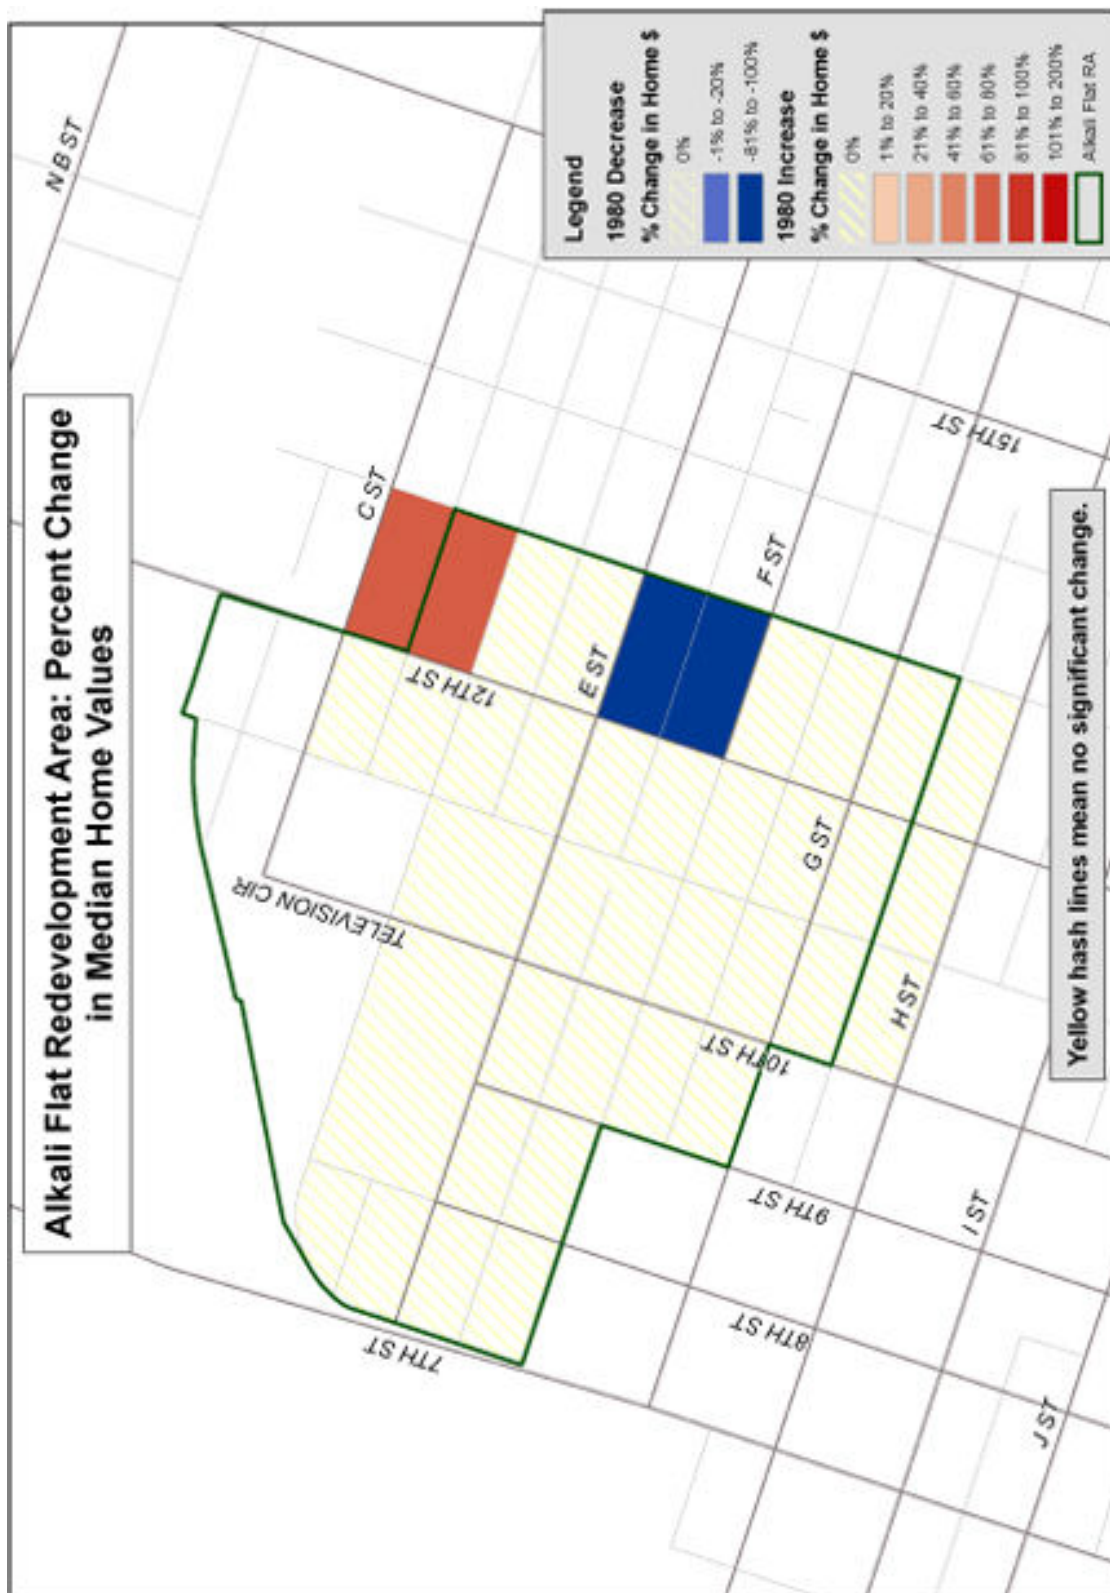 Alkali Flat Redevelopment Area: Percent Change
in Median Home Values
N B ST
C ST
12TH ST
E ST
F ST
15TH ST
TELEVISION CIR
G ST
10TH ST
H ST
7TH ST
9TH ST
8TH ST
I ST
J ST
Legend
1980 Decrease
% Change in Home $
0%
-1% to -20%
-81% to -100%
1980 Increase
% Change in Home $
0%
1% to 20%
21% to 40%
41% to 60%
61% to 80%
81% to 100%
101% to 200%
Alkali Flat RA
Yellow hash lines mean no significant change.